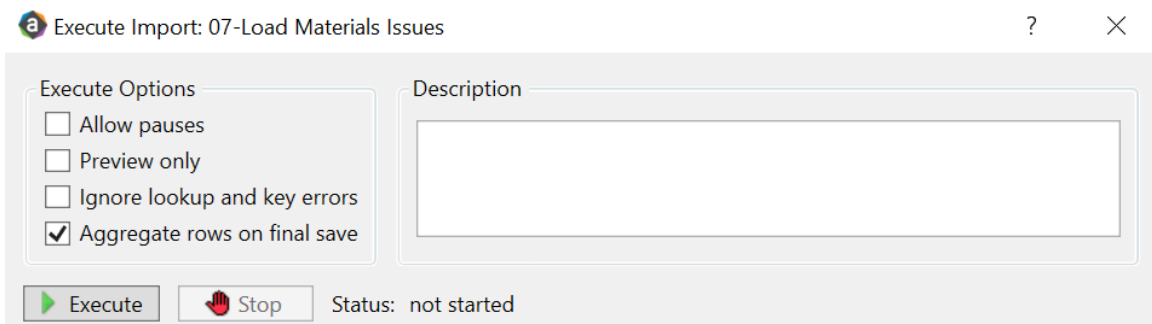 Execute Import: 07-Load Materials Issues
Execute Options
Allow pauses
Preview only
Ignore lookup and key errors
Aggregate rows on final save
Description
Execute
Stop
Status: not started